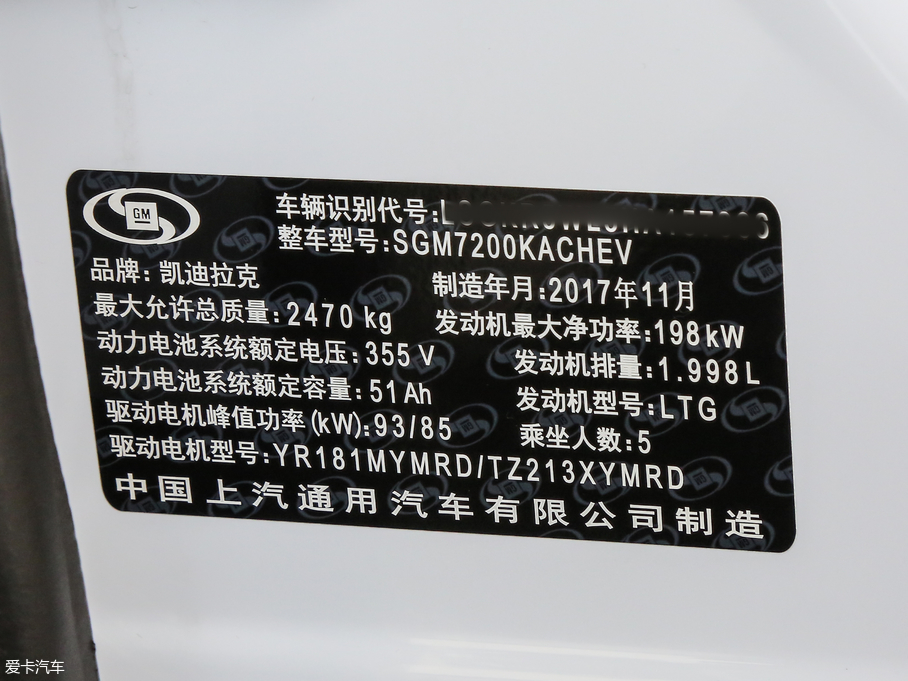 GM
车辆识别代号:
整车型号:SGM7200KACHEV
品牌: 凯迪拉克 制造年月:2017年11月
最大允许总质量:2470 kg 发动机最大净功率:198kW
动力电池系统额定电压:355 V 发动机排量:1.998L
动力电池系统额定容量:51Ah 发动机型号:LTG
驱动电机峰值功率(kW):93/85 乘坐人数:5
驱动电机型号:YR181MYMRD/TZ213XYMRD
中国上汽通用汽车有限公司制造
爱卡汽车